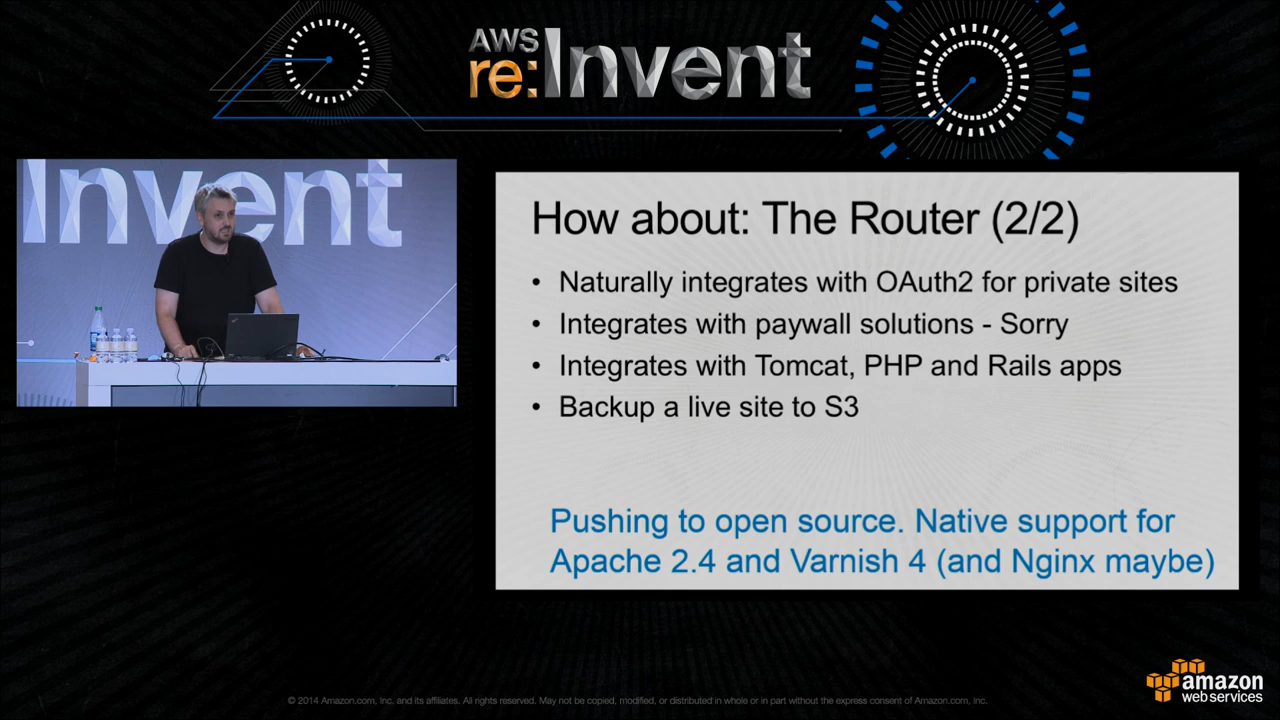 AWS
re:Invent
Invent
How about: The Router (2/2)
• Naturally integrates with OAuth2 for private sites
• Integrates with paywall solutions - Sorry
• Integrates with Tomcat, PHP and Rails apps
• Backup a live site to S3
Pushing to open source. Native support for
Apache 2.4 and Varnish 4 (and Nginx maybe)
amazon
web services
© 2014 Amazon.com, Inc, and its affiliates. All rights reserved. May not be copied, modified, or distributed in whole or in part without the express consent of Amazon.com, Inc.